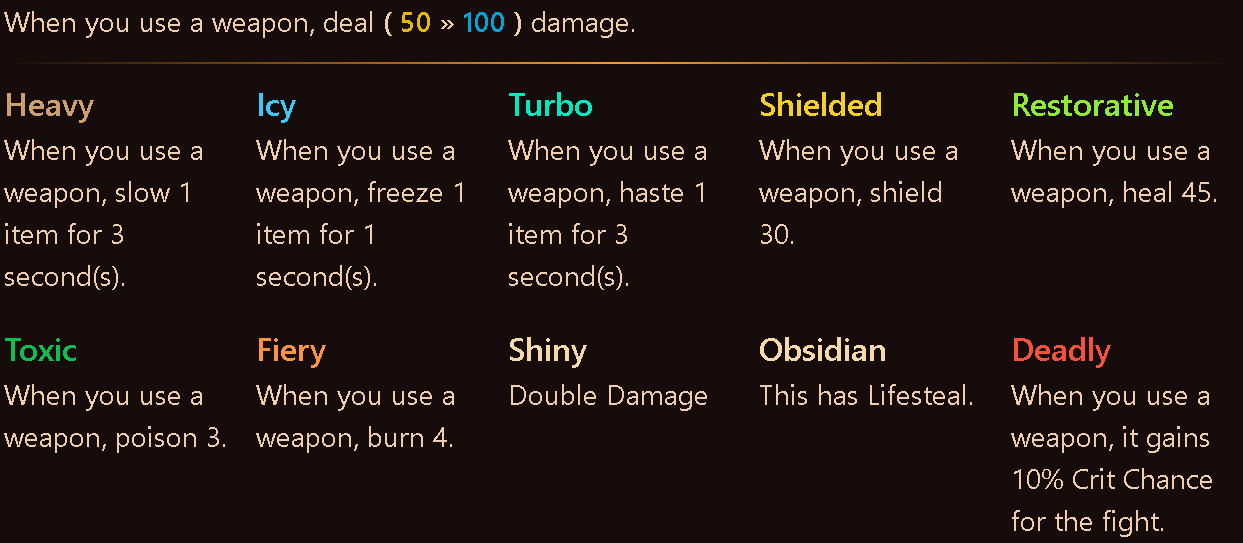 When you use a weapon, deal ( 50 » 100 ) damage.
Heavy
When you use a
weapon, slow 1
item for 3
second(s).
Icy
When you use a
weapon, freeze 1
item for 1
second(s).
Turbo
When you use a
weapon, haste 1
item for 3
second(s).
Shielded
When you use a
weapon, shield
30.
Restorative
When you use a
weapon, heal 45.
Toxic
When you use a
weapon, poison 3.
Fiery
When you use a
weapon, burn 4.
Shiny
Double Damage
Obsidian
This has Lifesteal.
Deadly
When you use a
weapon, it gains
10% Crit Chance
for the fight.